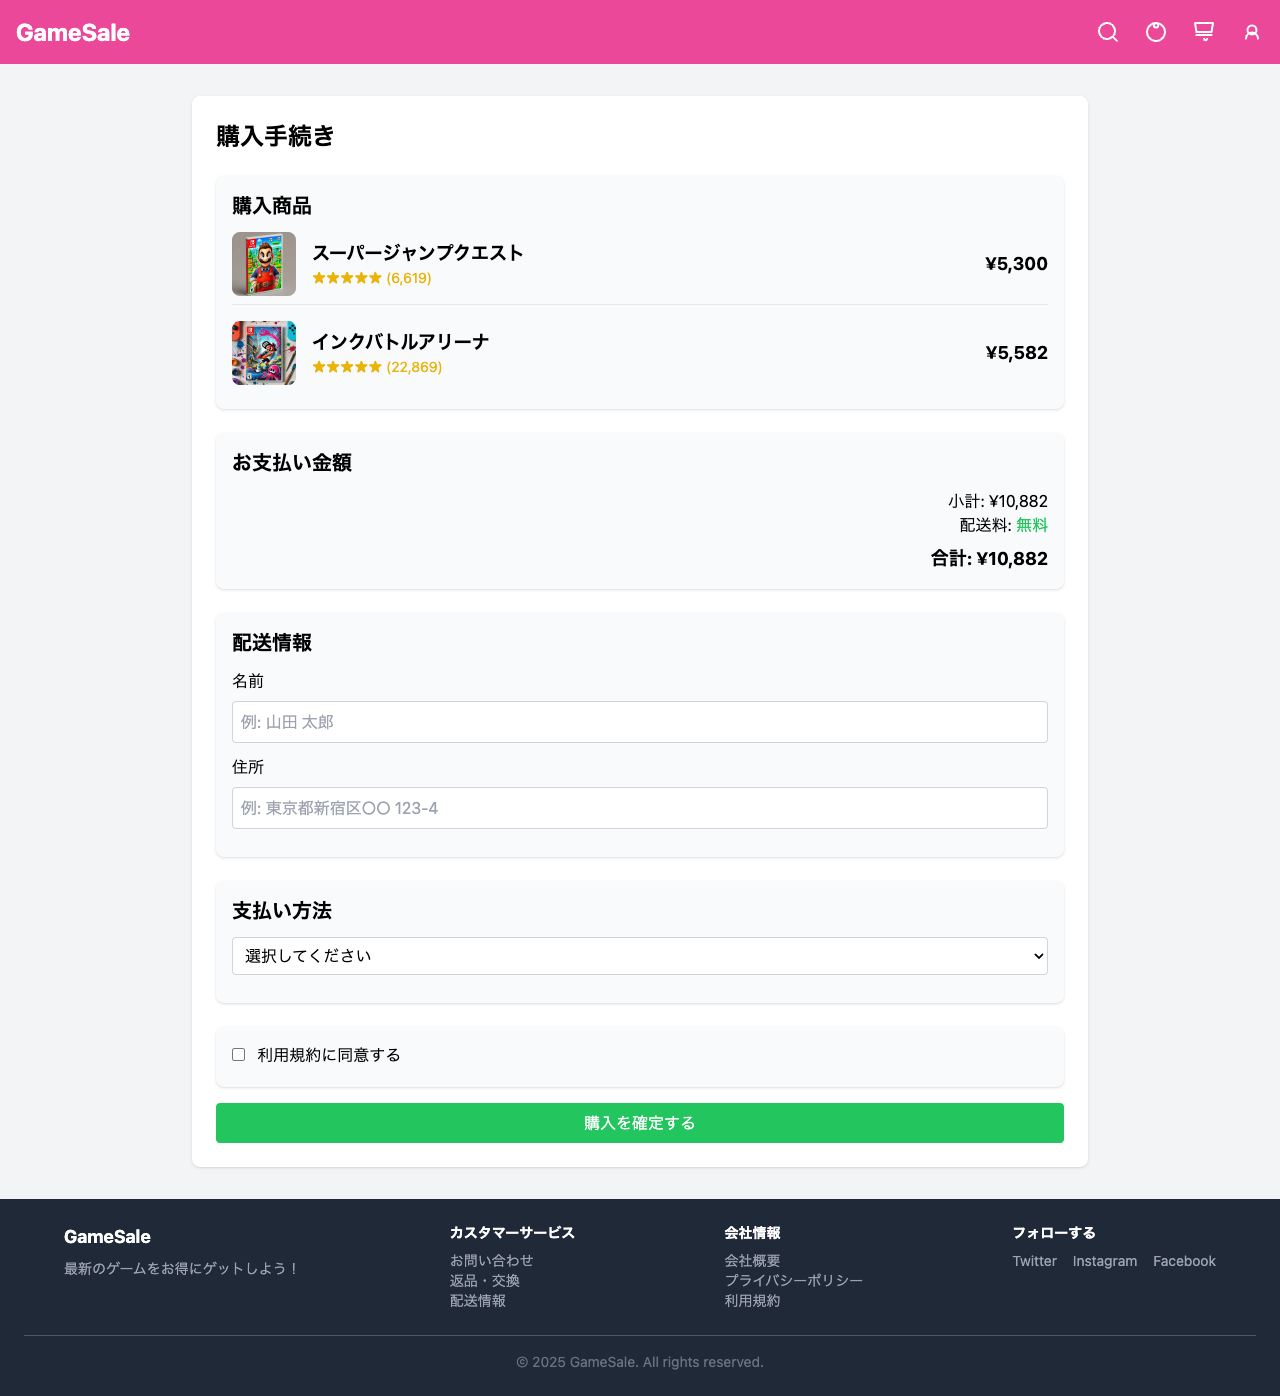 GameSale
購入手続き
購入商品
スーパージャンプクエスト
★★★★★ (6,619)
¥5,300
インクバトルアリーナ
★★★★★ (22,869)
¥5,582
お支払い金額
小計: ¥10,882
配送料: 無料
合計: ¥10,882
配送情報
名前
例: 山田 太郎
住所
例: 東京都新宿区〇〇 123-4
支払い方法
選択してください
利用規約に同意する
購入を確定する
GameSale
最新のゲームをお得にゲットしよう！
カスタマーサービス
お問い合わせ
返品・交換
配送情報
会社情報
会社概要
プライバシーポリシー
利用規約
フォローする
Twitter Instagram Facebook
© 2025 GameSale. All rights reserved.